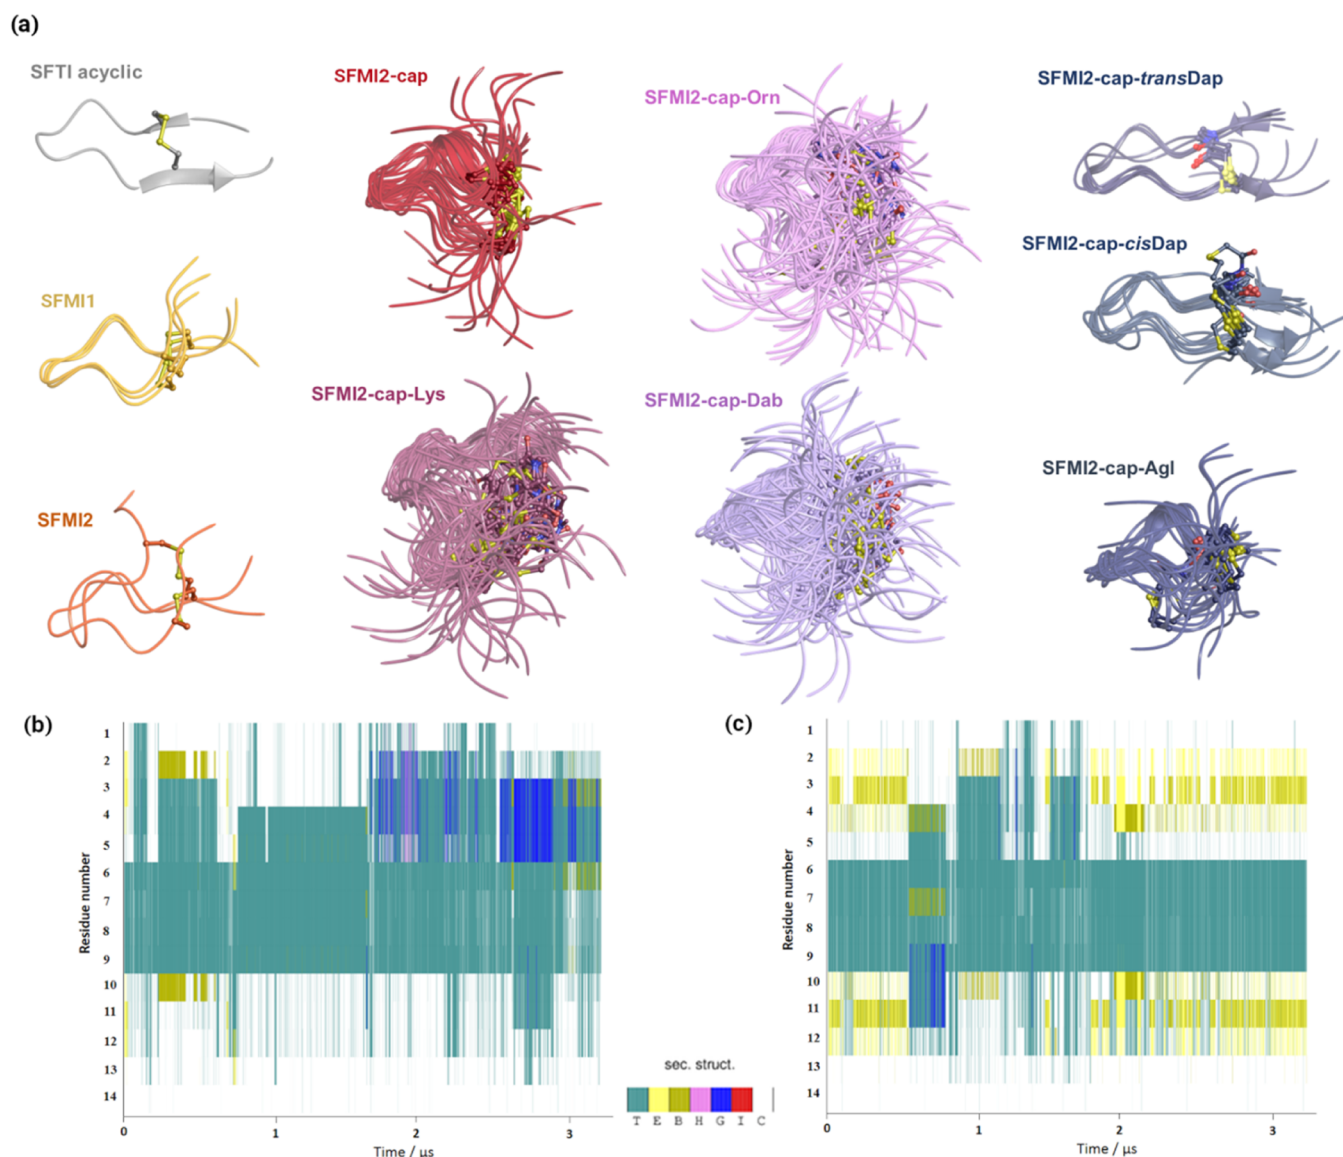 (a)
SFTI acyclic
SFMI2-cap
SFMI2-cap-Orn
SFMI2-cap-transDap
SFMI1
SFMI2-cap-cisDap
SFMI2-cap-Lys
SFMI2-cap-Dab
SFMI2-cap-Agl
SFMI2
(b)
Residue number
1
2
3
4
5
6
7
8
9
10
11
12
13
14
0 1 2 3
Time / µs
sec. struct.
T E B H G I C
(c)
Residue number
1
2
3
4
5
6
7
8
9
10
11
12
13
14
0 1 2 3
Time / µs